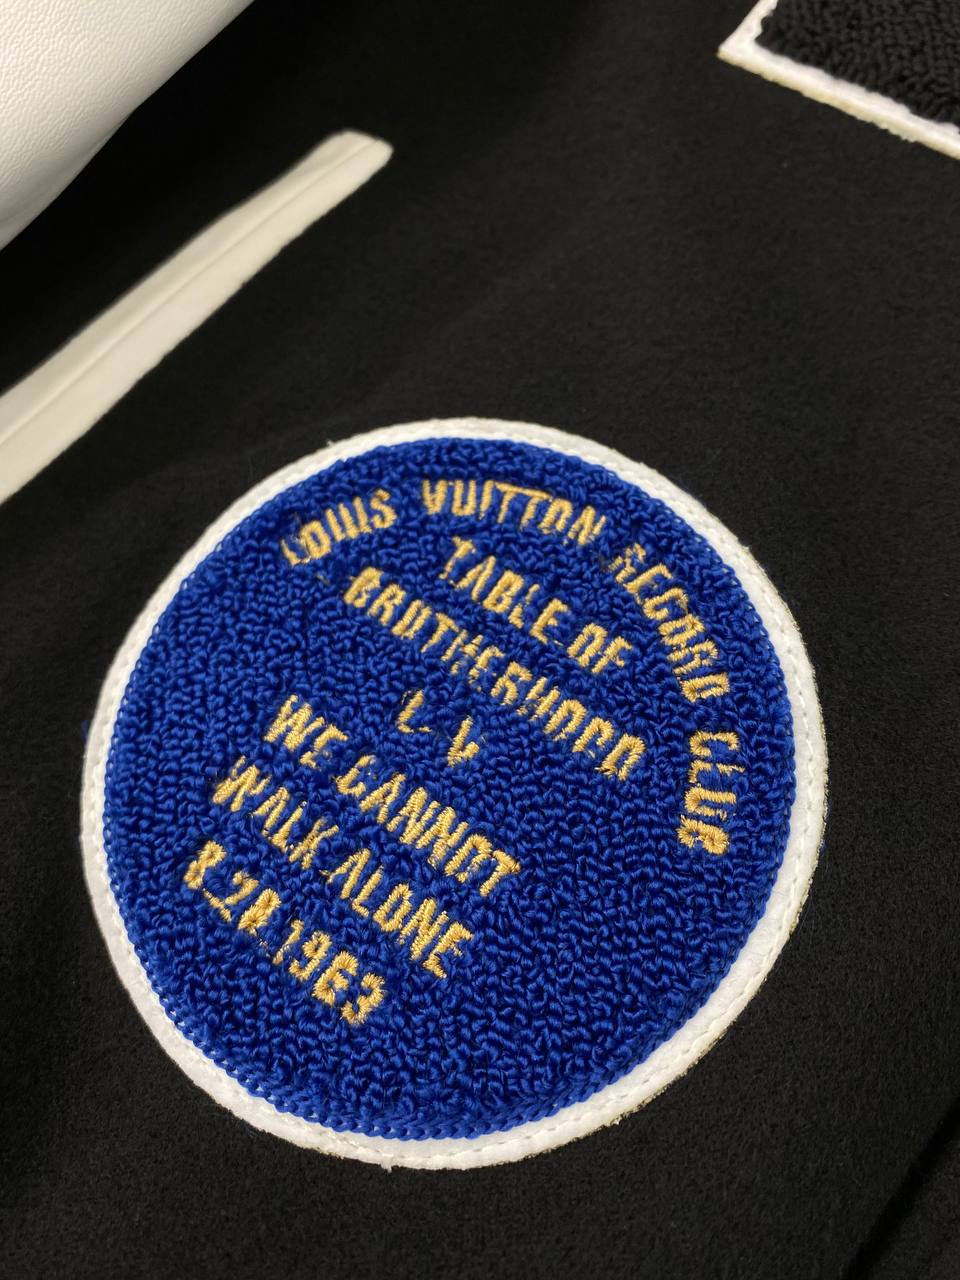 LOUIS VUITTON RECORD CLUB
TABLE OF
BROTHERHOOD
L V
WE CANNOT
WALK ALONE
8.28.1963